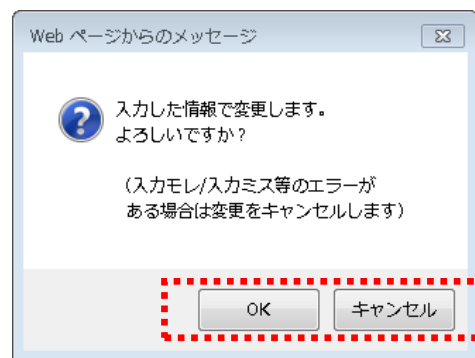 Web ページからのメッセージ
入力した情報で変更します。
よろしいですか?
(入力モレ/入力ミス等のエラーが
ある場合は変更をキャンセルします)
OK
キャンセル